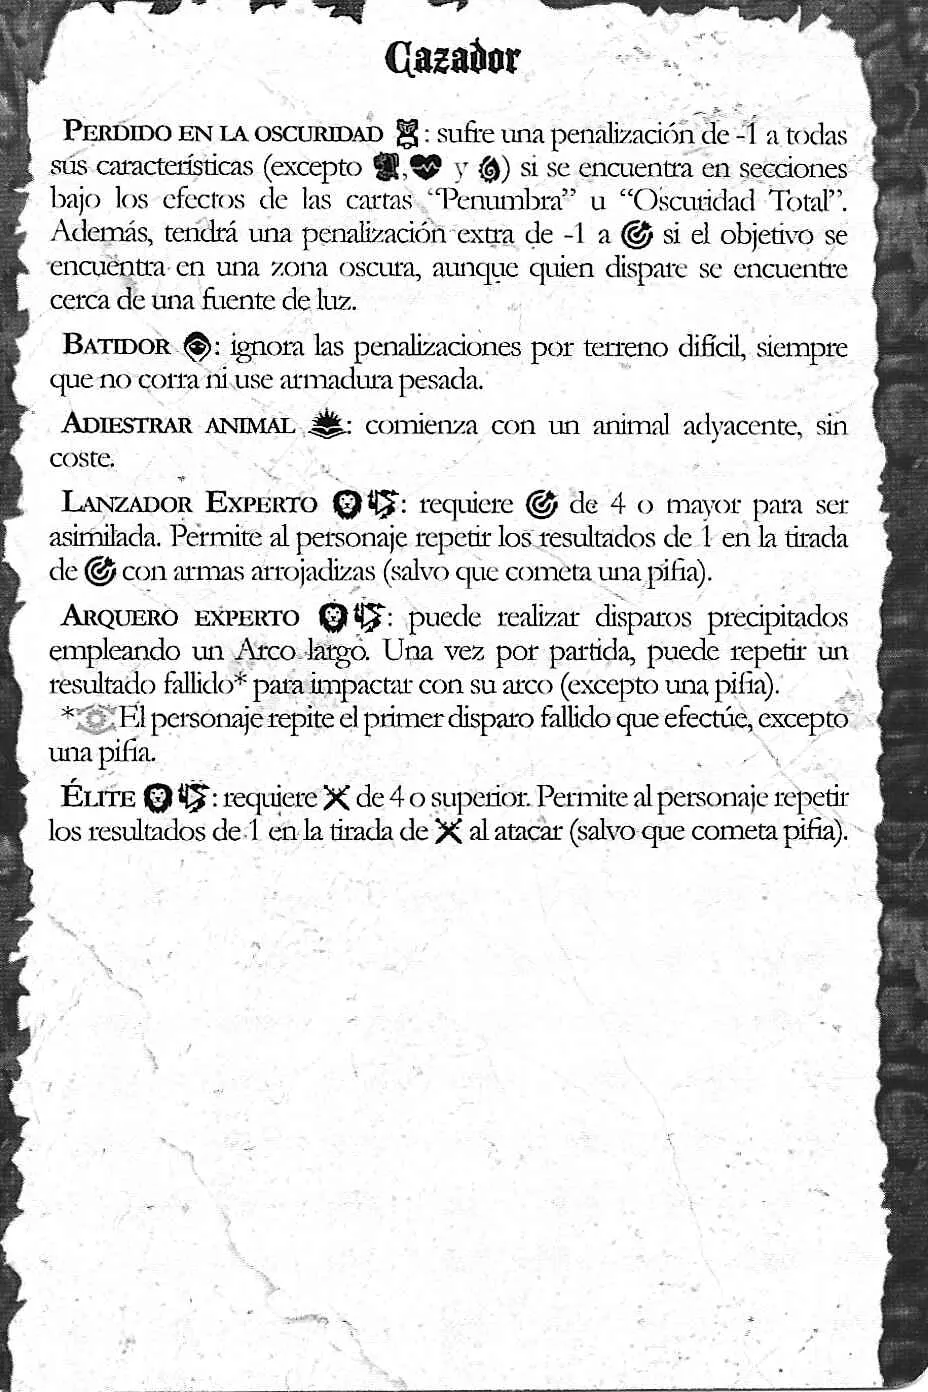 Cazador
PERDIDO EN LA OSCURIDAD : sufre una penalización de -1 a todas
sus características (excepto , y ) si se encuentra en secciones
bajo los efectos de las cartas “Penumbra” u “Oscuridad Total”.
Además, tendrá una penalización extra de -1 a si el objetivo se
encuentra en una zona oscura, aunque quien dispare se encuentre
cerca de una fuente de luz.
BATIDOR : ignora las penalizaciones por terreno difícil, siempre
que no corra ni use armadura pesada.
ADIESTRAR ANIMAL : comienza con un animal adyacente, sin
coste.
LANZADOR EXPERTO : requiere de 4 o mayor para ser
asimilada. Permite al personaje repetir los resultados de 1 en la tirada
de con armas arrojadizas (salvo que cometa una pifia).
ARQUERO EXPERTO : puede realizar disparos precipitados
empleando un Arco largo. Una vez por partida, puede repetir un
resultado fallido* para impactar con su arco (excepto una pifia).
* El personaje repite el primer disparo fallido que efectúe, excepto
una pifia.
ÉLITE : requiere de 4 o superior. Permite al personaje repetir
los resultados de 1 en la tirada de al atacar (salvo que cometa pifia).